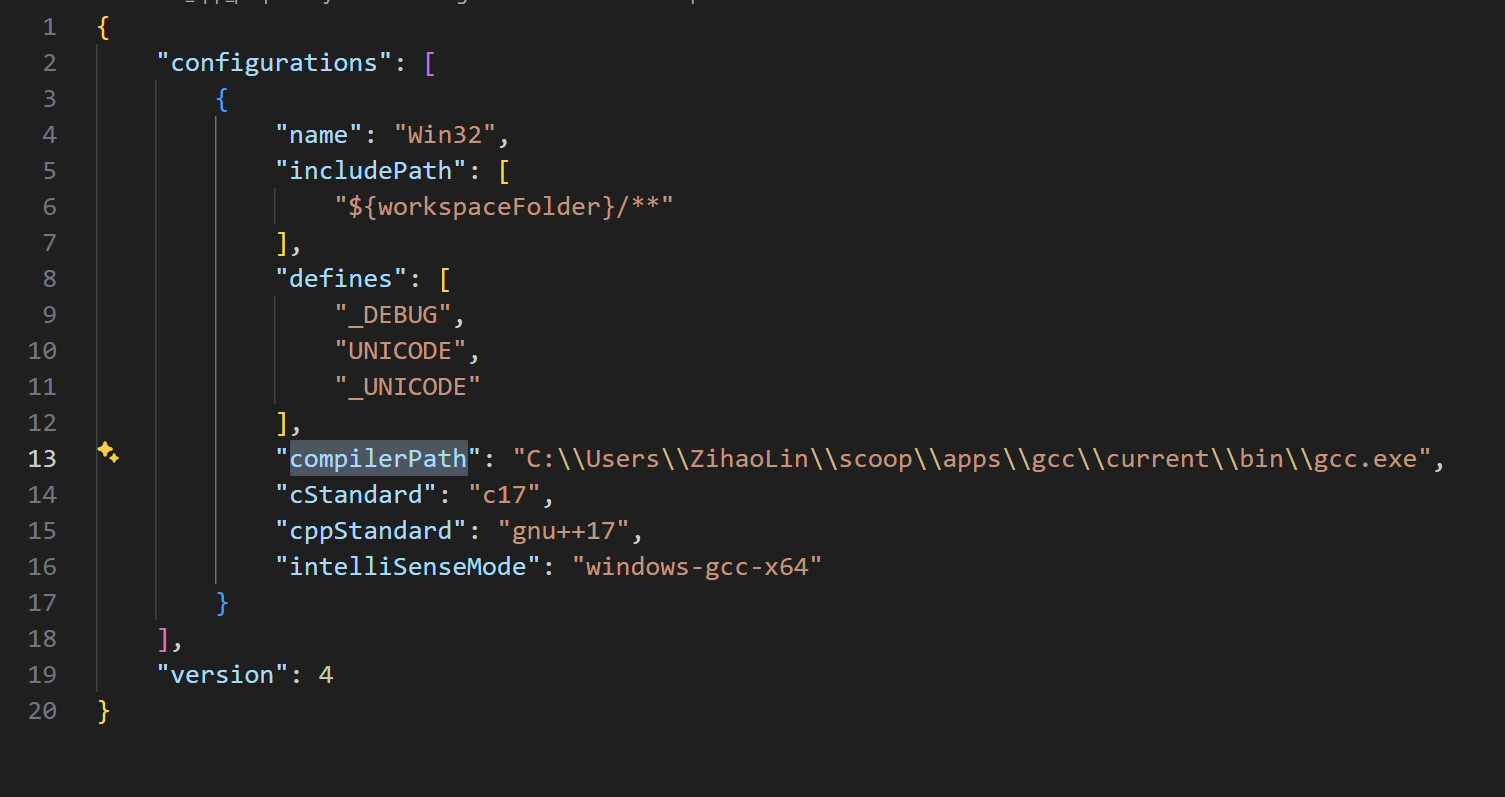 1 {
2     "configurations": [
3         {
4             "name": "Win32",
5             "includePath": [
6                 "${workspaceFolder}/**"
7             ],
8             "defines": [
9                 "_DEBUG",
10                 "UNICODE",
11                 "_UNICODE"
12             ],
13             "compilerPath": "C:\\Users\\ZihaoLin\\scoop\\apps\\gcc\\current\\bin\\gcc.exe",
14             "cStandard": "c17",
15             "cppStandard": "gnu++17",
16             "intelliSenseMode": "windows-gcc-x64"
17         }
18     ],
19     "version": 4
20 }